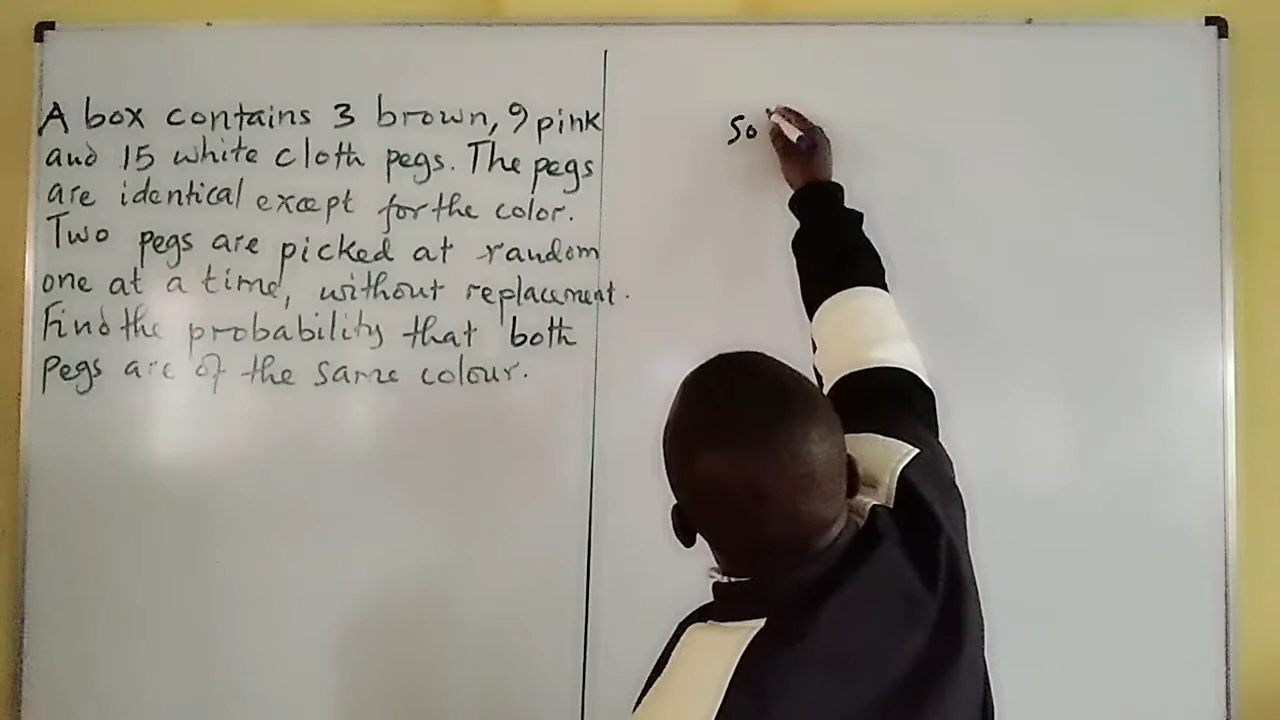 A box contains 3 brown, 9 pink
and 15 white cloth pegs. The pegs
are identical except for the color.
Two pegs are picked at random
one at a time, without replacement.
Find the probability that both
pegs are of the same colour.
So